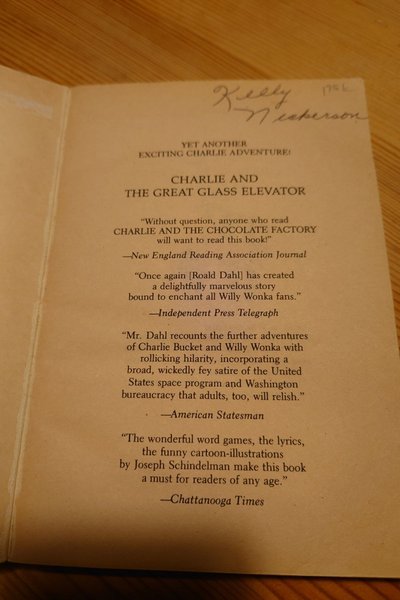 Kelly
Nickerson
YET ANOTHER
EXCITING CHARLIE ADVENTURE!
CHARLIE AND
THE GREAT GLASS ELEVATOR
“Without question, anyone who read
CHARLIE AND THE CHOCOLATE FACTORY
will want to read this book!”
—New England Reading Association Journal
“Once again [Roald Dahl] has created
a delightfully marvelous story
bound to enchant all Willy Wonka fans.”
—Independent Press Telegraph
“Mr. Dahl recounts the further adventures
of Charlie Bucket and Willy Wonka with
rollicking hilarity, incorporating a
broad, wickedly fey satire of the United
States space program and Washington
bureaucracy that adults, too, will relish.”
—American Statesman
“The wonderful word games, the lyrics,
the funny cartoon-illustrations
by Joseph Schindelman make this book
a must for readers of any age.”
—Chattanooga Times